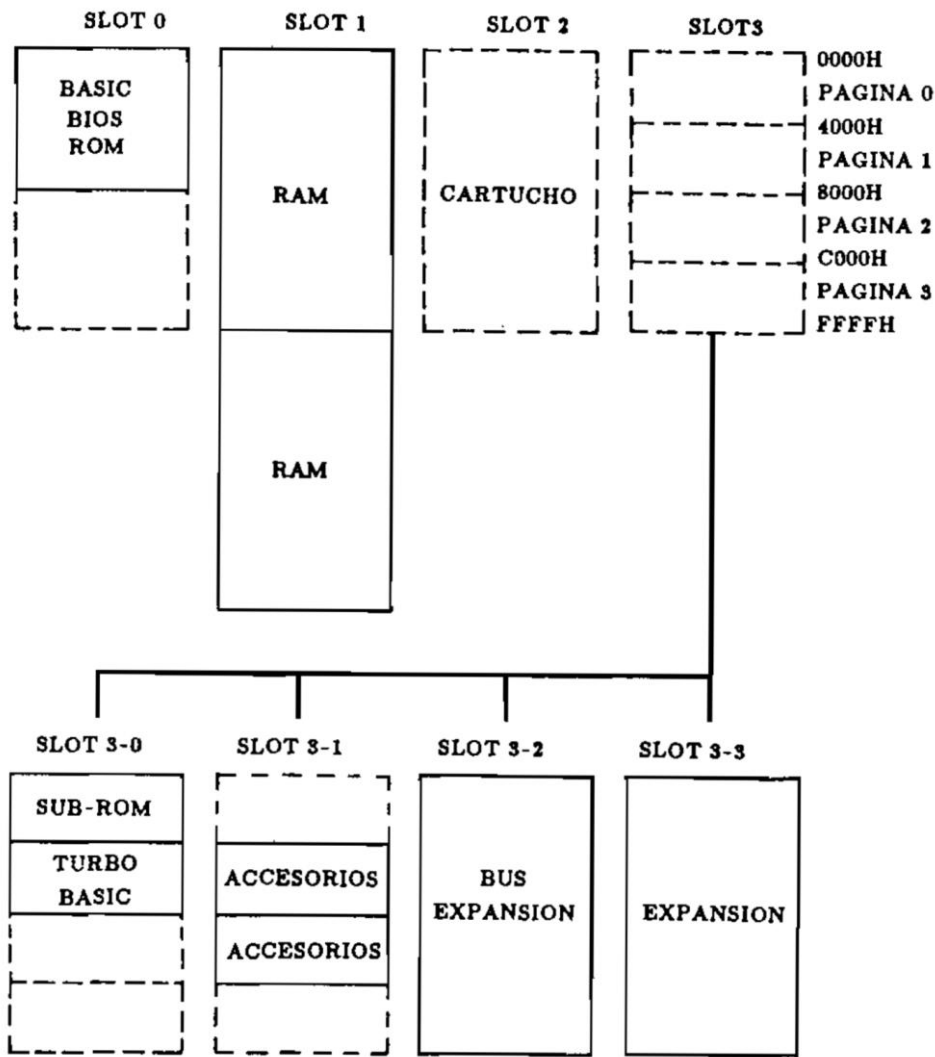 SLOT 0
SLOT 1
SLOT 2
SLOT3
BASIC
BIOS
ROM
RAM
CARTUCHO
0000H
PAGINA 0
4000H
PAGINA 1
8000H
PAGINA 2
C000H
PAGINA 3
FFFFH
RAM
SLOT 3-0
SLOT 3-1
SLOT 3-2
SLOT 3-3
SUB-ROM
TURBO
BASIC
ACCESORIOS
ACCESORIOS
BUS
EXPANSION
EXPANSION